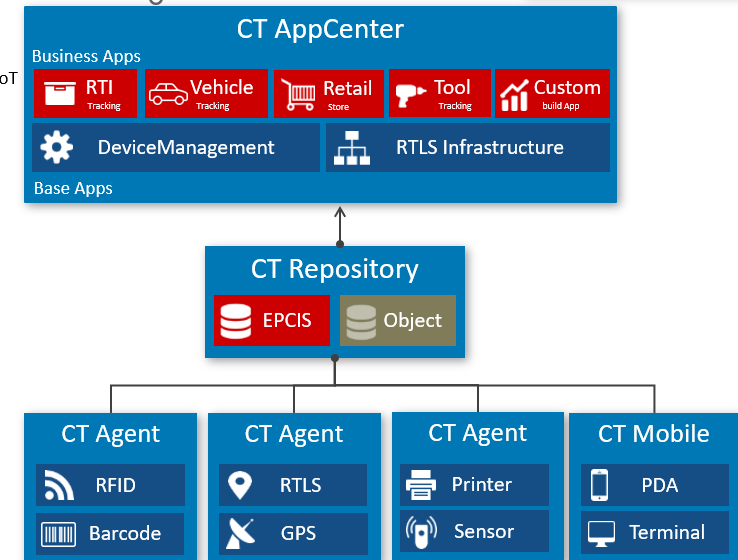 CT AppCenter
Business Apps
oT
RTI
Tracking
Vehicle
Tracking
Retail
Store
Tool
Tracking
Custom
build App
DeviceManagement
RTLS Infrastructure
Base Apps
CT Repository
EPCIS
Object
CT Agent
RFID
Barcode
CT Agent
RTLS
GPS
CT Agent
Printer
Sensor
CT Mobile
PDA
Terminal